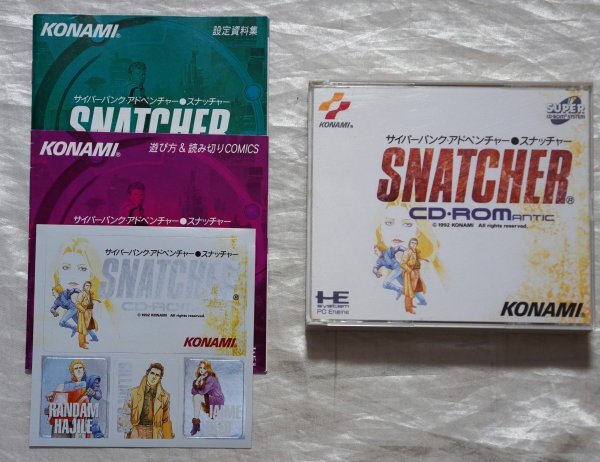 KONAMI®
設定資料集
サイバーパンク・アドベンチャー●スナッチャー
SNATCHER
KONAMI®
遊び方&読み切りCOMICS
サイバーパンク・アドベンチャー●スナッチャー
サイバーパンク・アドベンチャー●スナッチャー
SNATCHER®
CD-ROMANTIC
©1992 KONAMI All rights reserved.
KONAMI
RANDAM
HAJILE
JAIME
KONAMI®
SUPER
CD-ROM² SYSTEM
サイバーパンク・アドベンチャー●スナッチャー
SNATCHER®
CD-ROMANTIC
©1992 KONAMI All rights reserved.
HE
system
PC Engine
KONAMI